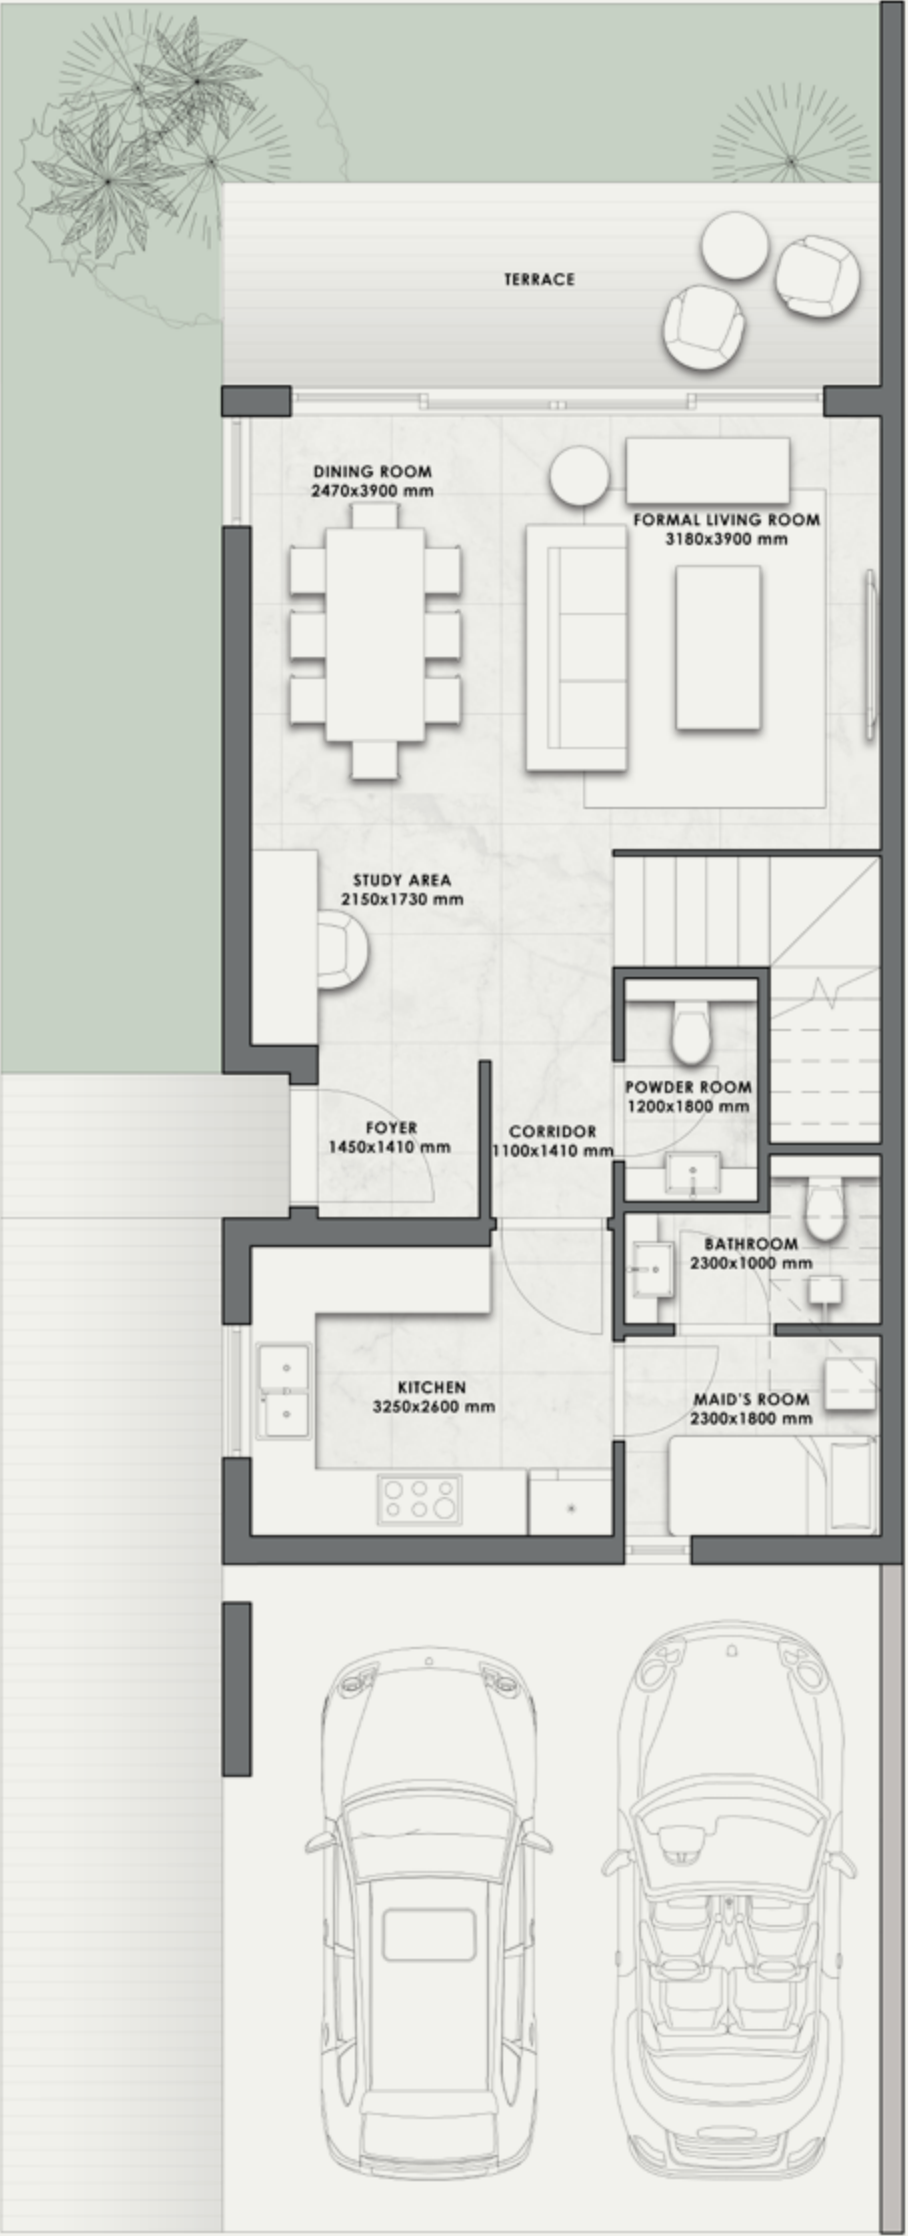 TERRACE
DINING ROOM
2470x3900 mm
FORMAL LIVING ROOM
3180x3900 mm
STUDY AREA
2150x1730 mm
POWDER ROOM
1200x1800 mm
FOYER
1450x1410 mm
CORRIDOR
1100x1410 mm
BATHROOM
2300x1000 mm
KITCHEN
3250x2600 mm
MAID'S ROOM
2300x1800 mm